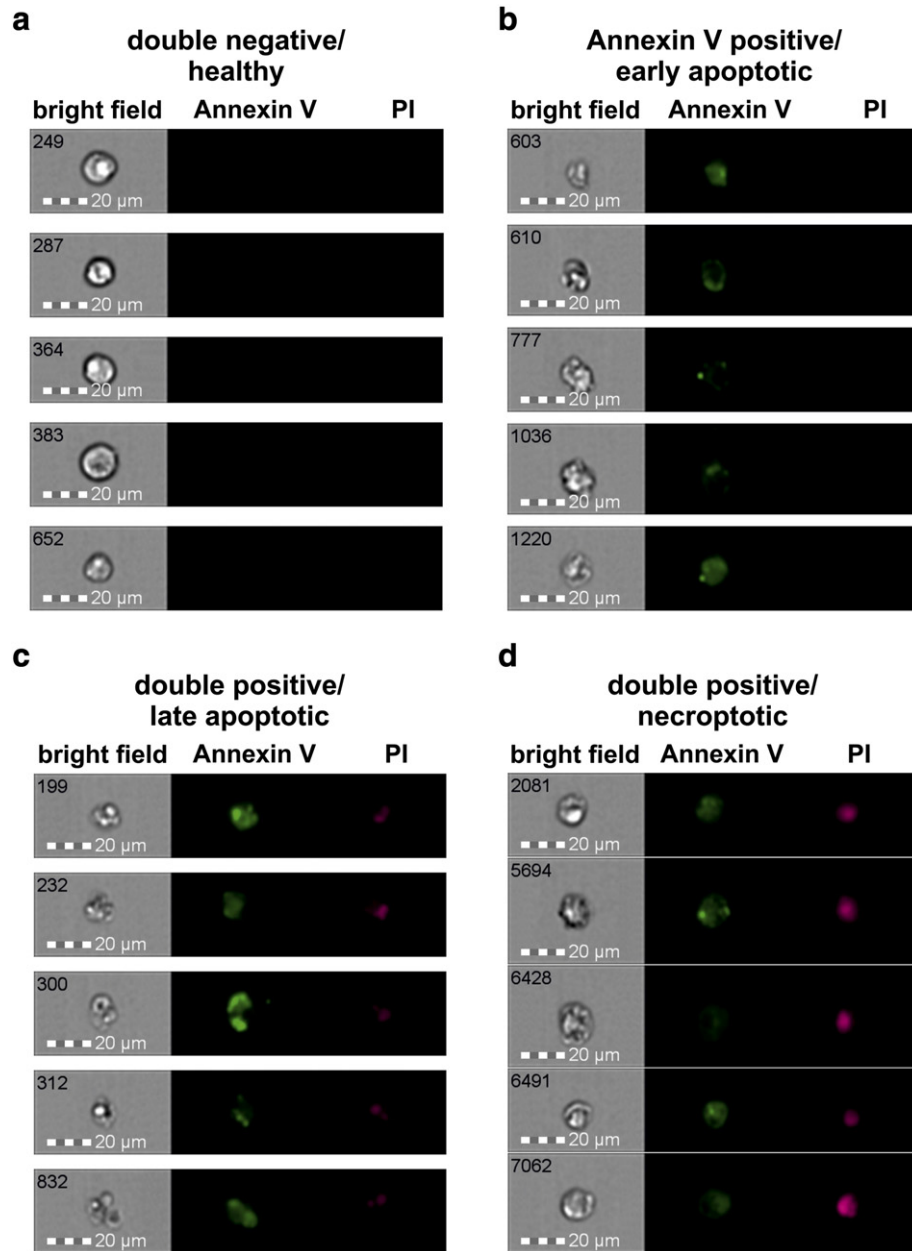 a
double negative/
healthy
bright field Annexin V PI
249
20 µm
287
20 µm
364
20 µm
383
20 µm
652
20 µm
b
Annexin V positive/
early apoptotic
bright field Annexin V PI
603
20 µm
610
20 µm
777
20 µm
1036
20 µm
1220
20 µm
c
double positive/
late apoptotic
bright field Annexin V PI
199
20 µm
232
20 µm
300
20 µm
312
20 µm
832
20 µm
d
double positive/
necroptotic
bright field Annexin V PI
2081
20 µm
5694
20 µm
6428
20 µm
6491
20 µm
7062
20 µm